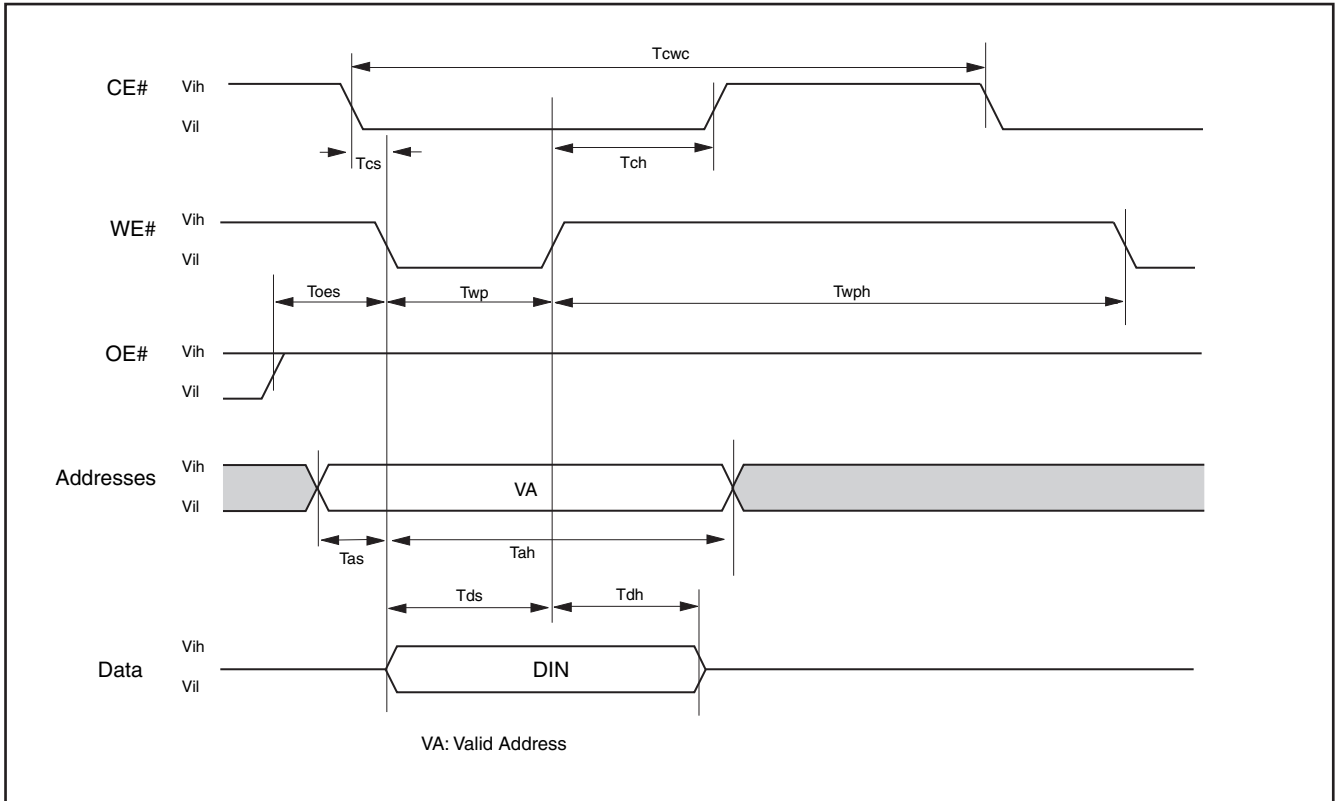 Tcwc
CE#
Vih
Vil
Tcs
Tch
WE#
Vih
Vil
Toes
Twp
Twph
OE#
Vih
Vil
Addresses
Vih
Vil
VA
Tas
Tah
Tds
Tdh
Data
Vih
Vil
DIN
VA: Valid Address